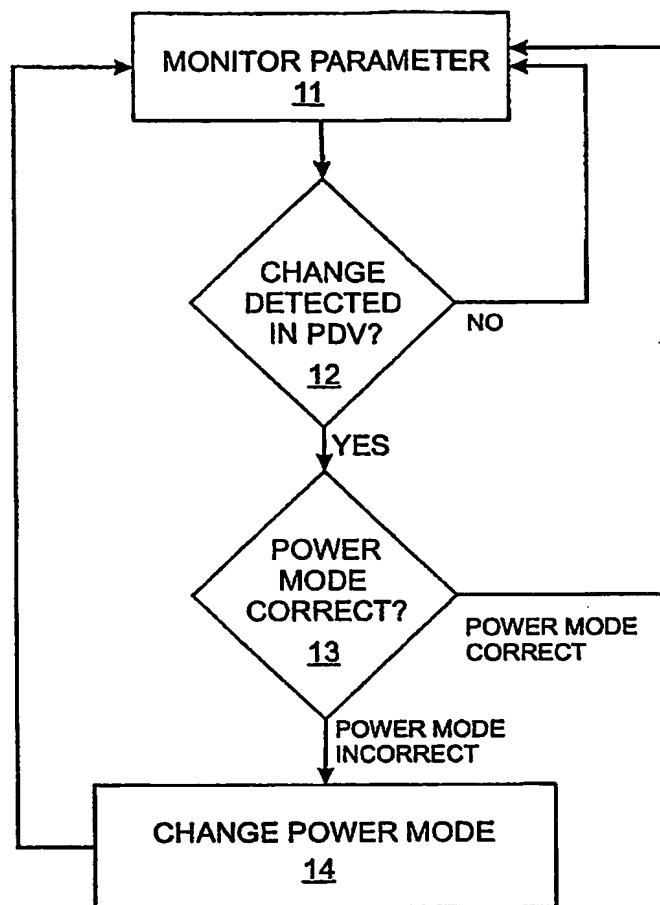 MONITOR PARAMETER
11
CHANGE
DETECTED
IN PDV?
12
NO
YES
POWER
MODE
CORRECT?
13
POWER MODE
CORRECT
POWER MODE
INCORRECT
CHANGE POWER MODE
14